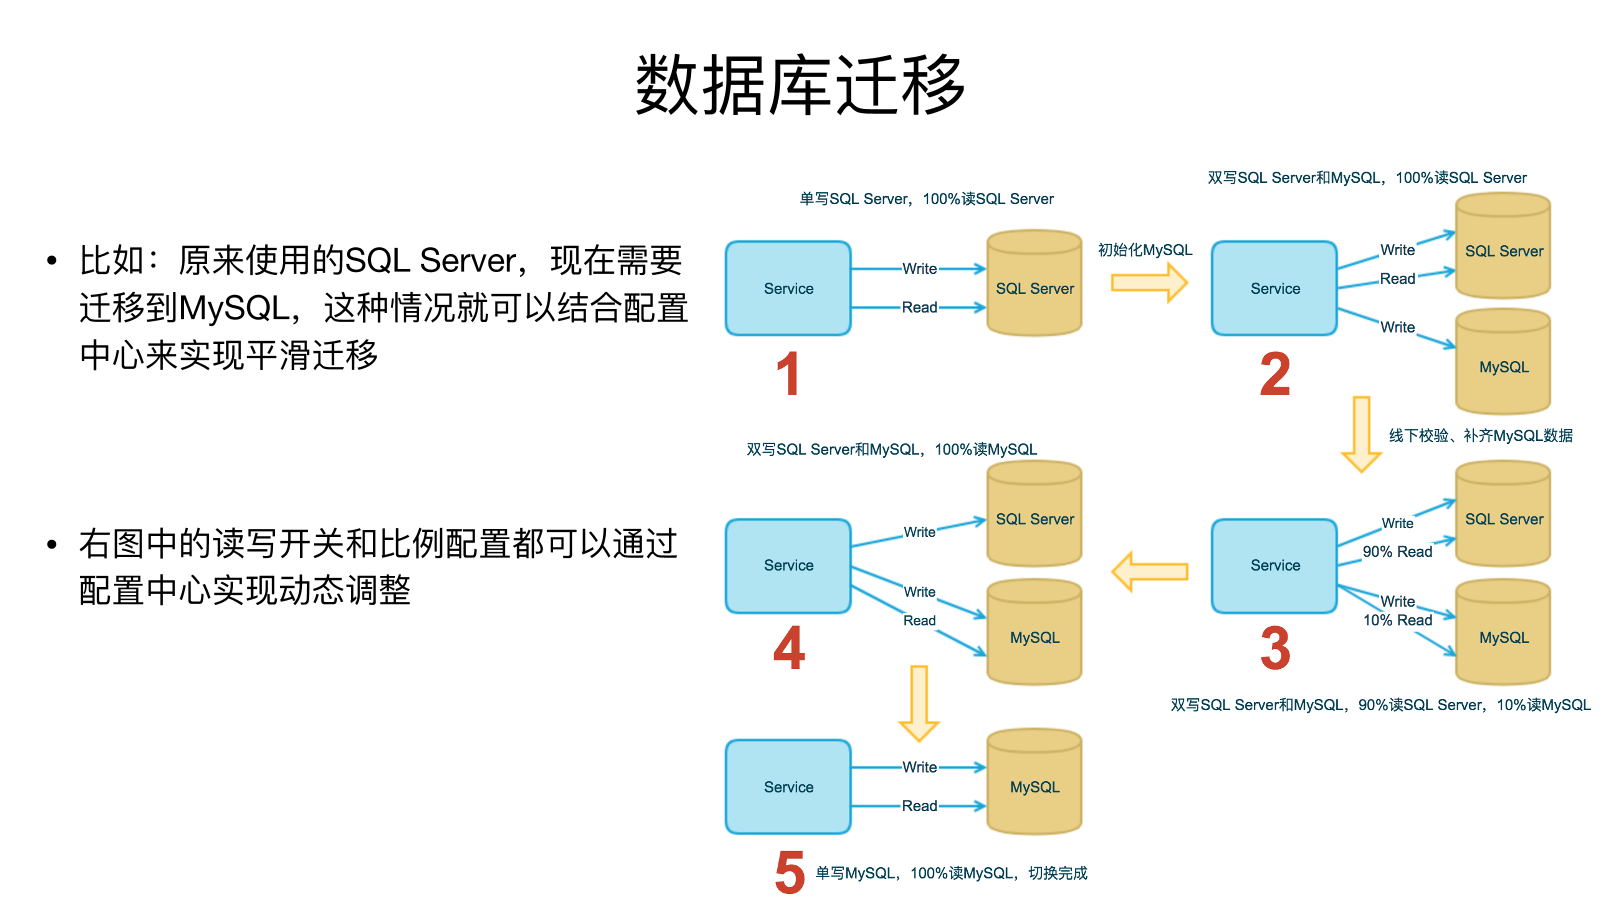 数据库迁移
• 比如：原来使用的SQL Server，现在需要
迁移到MySQL，这种情况就可以结合配置
中心来实现平滑迁移
• 右图中的读写开关和比例配置都可以通过
配置中心实现动态调整
单写SQL Server，100%读SQL Server
Service
Write
Read
SQL Server
1
初始化MySQL
双写SQL Server和MySQL，100%读SQL Server
Service
Write
Read
Write
SQL Server
MySQL
2
线下校验、补齐MySQL数据
Service
Write
90% Read
Write
10% Read
SQL Server
MySQL
3
双写SQL Server和MySQL，90%读SQL Server，10%读MySQL
双写SQL Server和MySQL，100%读MySQL
Service
Write
Write
Read
SQL Server
MySQL
4
Service
Write
Read
MySQL
5
单写MySQL，100%读MySQL，切换完成